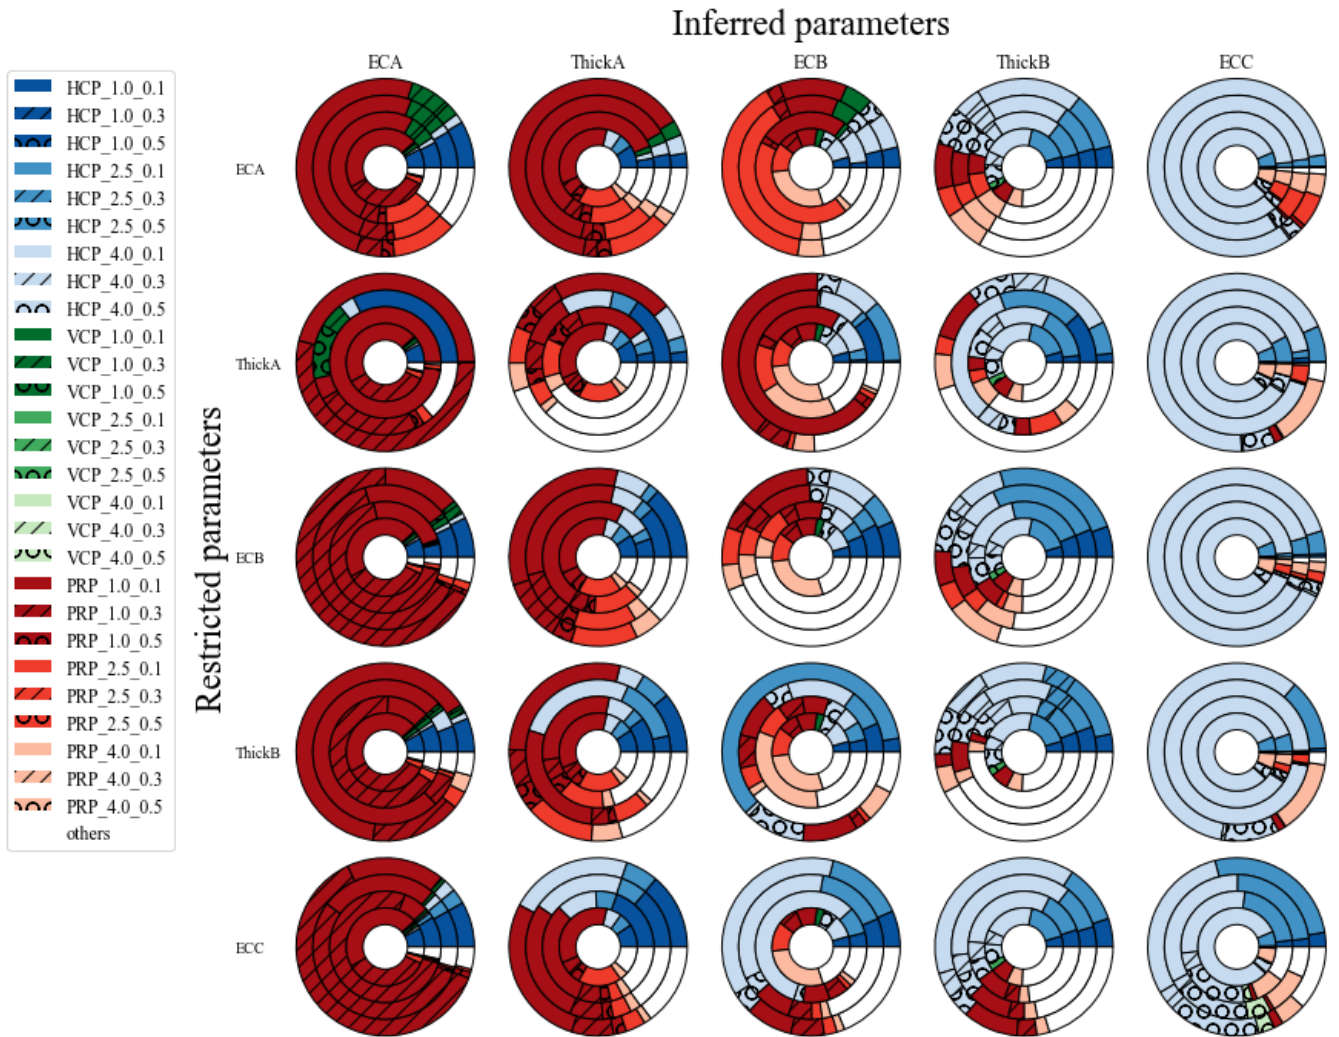 Inferred parameters
ECA
ThickA
ECB
ThickB
ECC
HCP_1.0_0.1
HCP_1.0_0.3
HCP_1.0_0.5
HCP_2.5_0.1
HCP_2.5_0.3
HCP_2.5_0.5
HCP_4.0_0.1
HCP_4.0_0.3
HCP_4.0_0.5
VCP_1.0_0.1
VCP_1.0_0.3
VCP_1.0_0.5
VCP_2.5_0.1
VCP_2.5_0.3
VCP_2.5_0.5
VCP_4.0_0.1
VCP_4.0_0.3
VCP_4.0_0.5
PRP_1.0_0.1
PRP_1.0_0.3
PRP_1.0_0.5
PRP_2.5_0.1
PRP_2.5_0.3
PRP_2.5_0.5
PRP_4.0_0.1
PRP_4.0_0.3
PRP_4.0_0.5
others
Restricted parameters
ECA
ThickA
ECB
ThickB
ECC